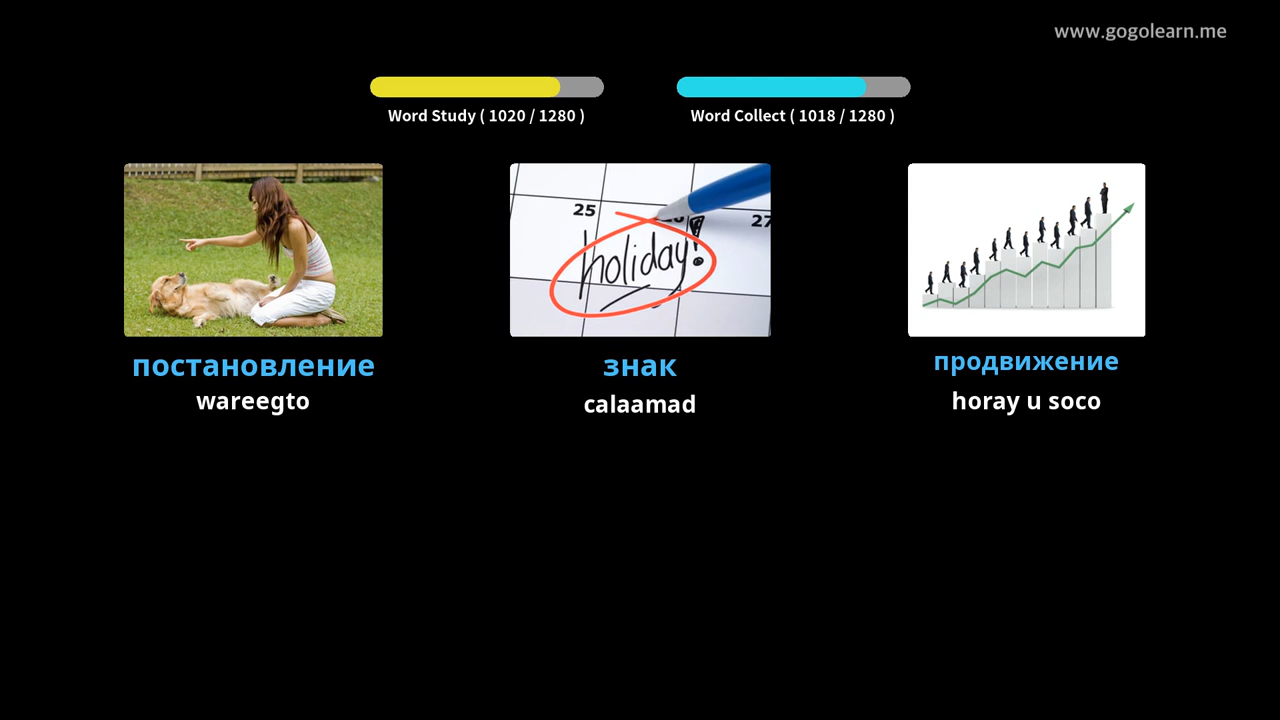 www.gogolearn.me
Word Study ( 1020 / 1280 )
Word Collect ( 1018 / 1280 )
25
27
holiday!
постановление
wareegto
знак
calaamad
продвижение
horay u soco